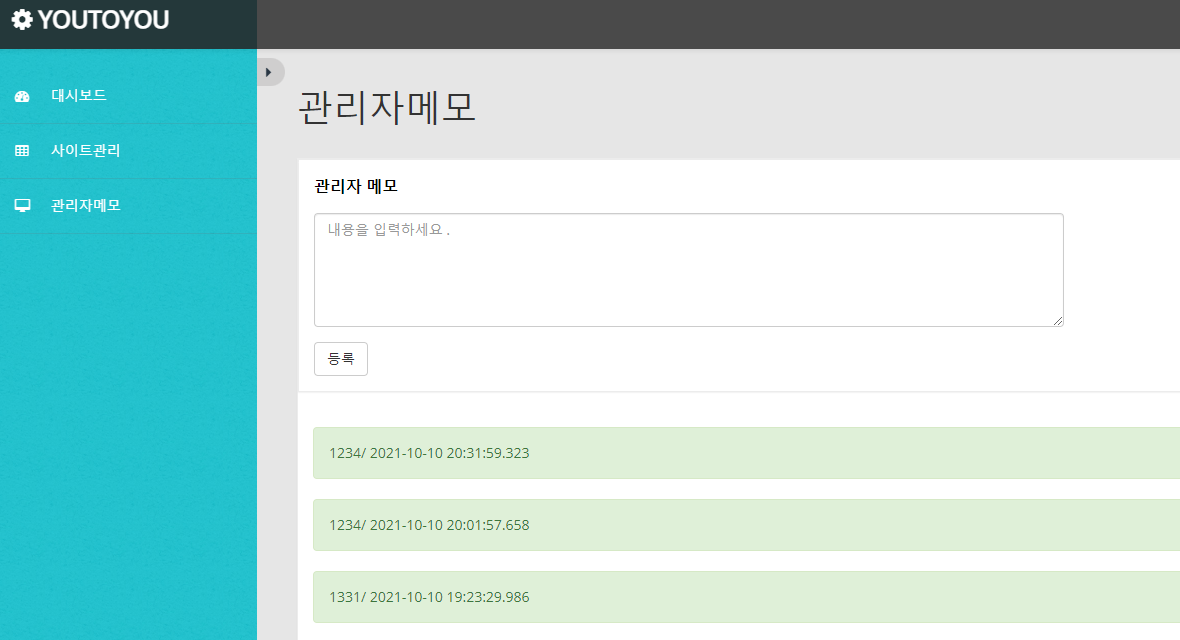 YOUTOYOU
대시보드
사이트관리
관리자메모
관리자메모
관리자 메모
내용을 입력하세요 .
등록
1234/ 2021-10-10 20:31:59.323
1234/ 2021-10-10 20:01:57.658
1331/ 2021-10-10 19:23:29.986